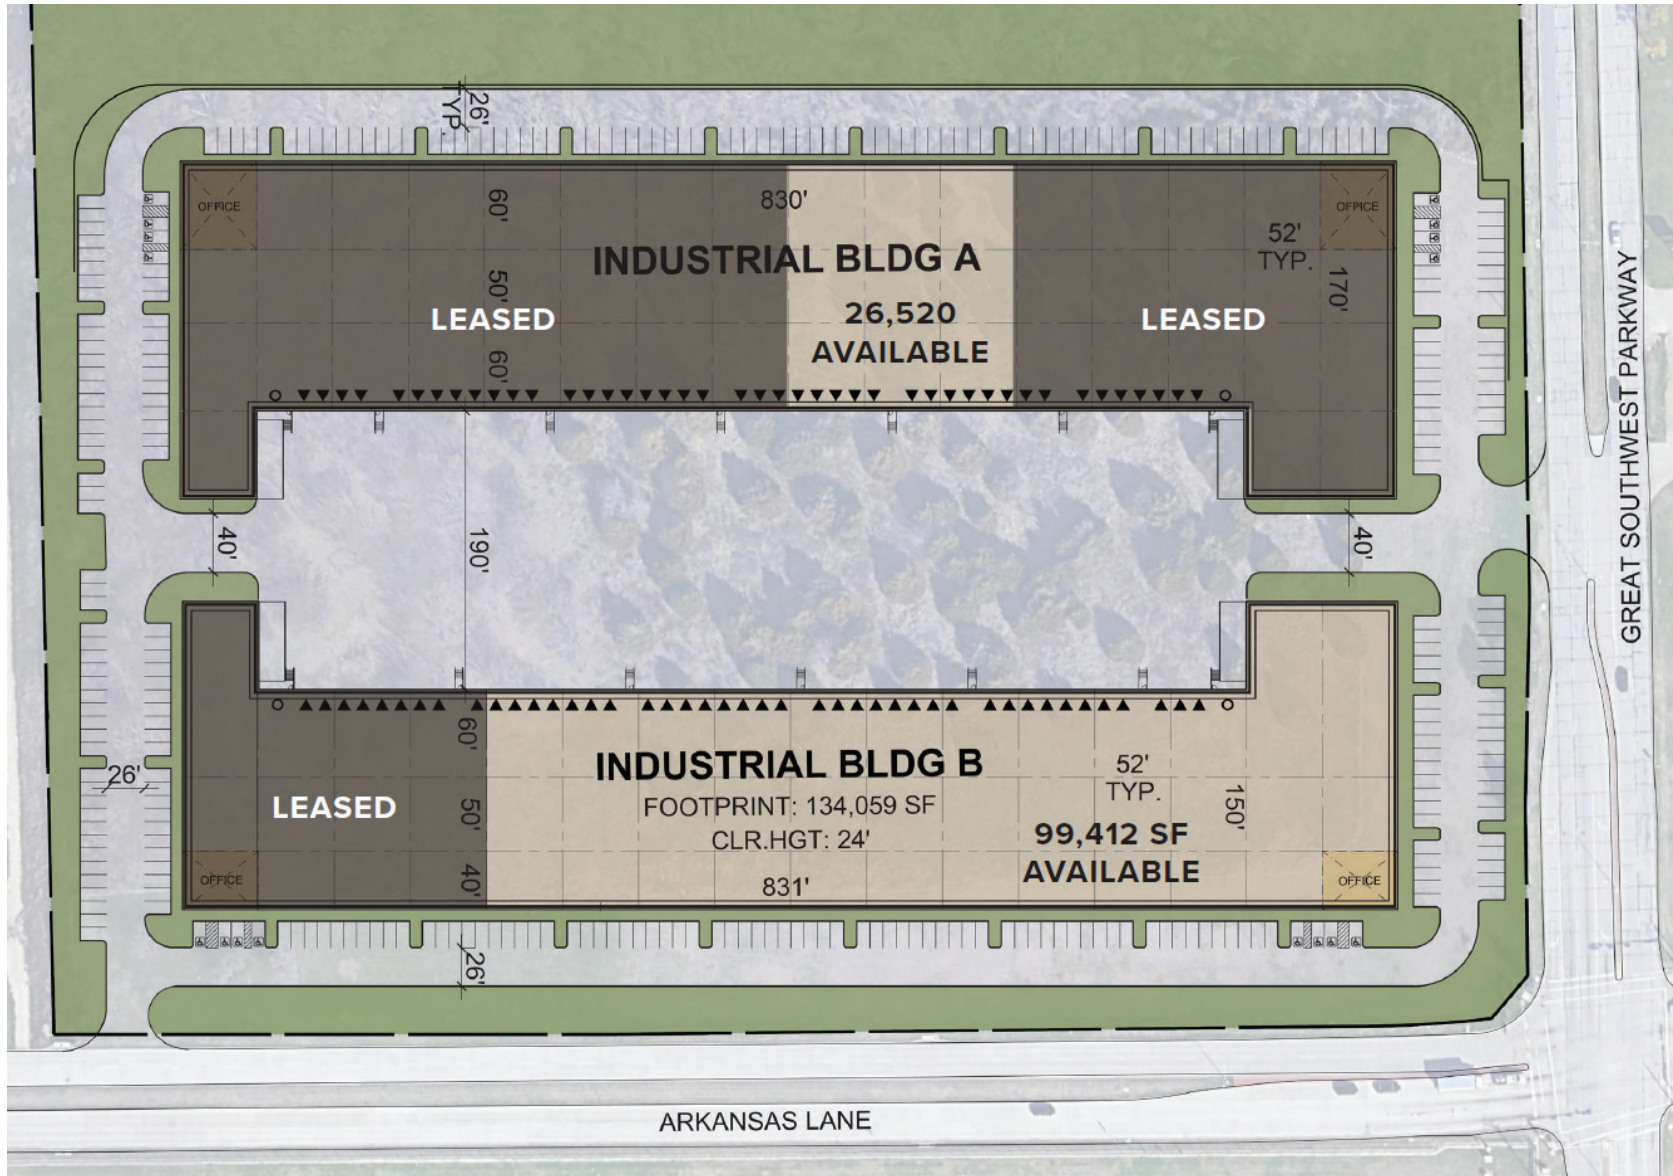 26'
TYP.
OFFICE
60'
830'
OFFICE
52'
TYP.
INDUSTRIAL BLDG A
50'
170'
LEASED
26,520
AVAILABLE
LEASED
60'
GREAT SOUTHWEST PARKWAY
40'
190'
40'
60'
INDUSTRIAL BLDG B
52'
TYP.
26'
LEASED
FOOTPRINT: 134,059 SF
CLR.HGT: 24'
50'
150'
99,412 SF
AVAILABLE
OFFICE
40'
831'
OFFICE
26'
ARKANSAS LANE